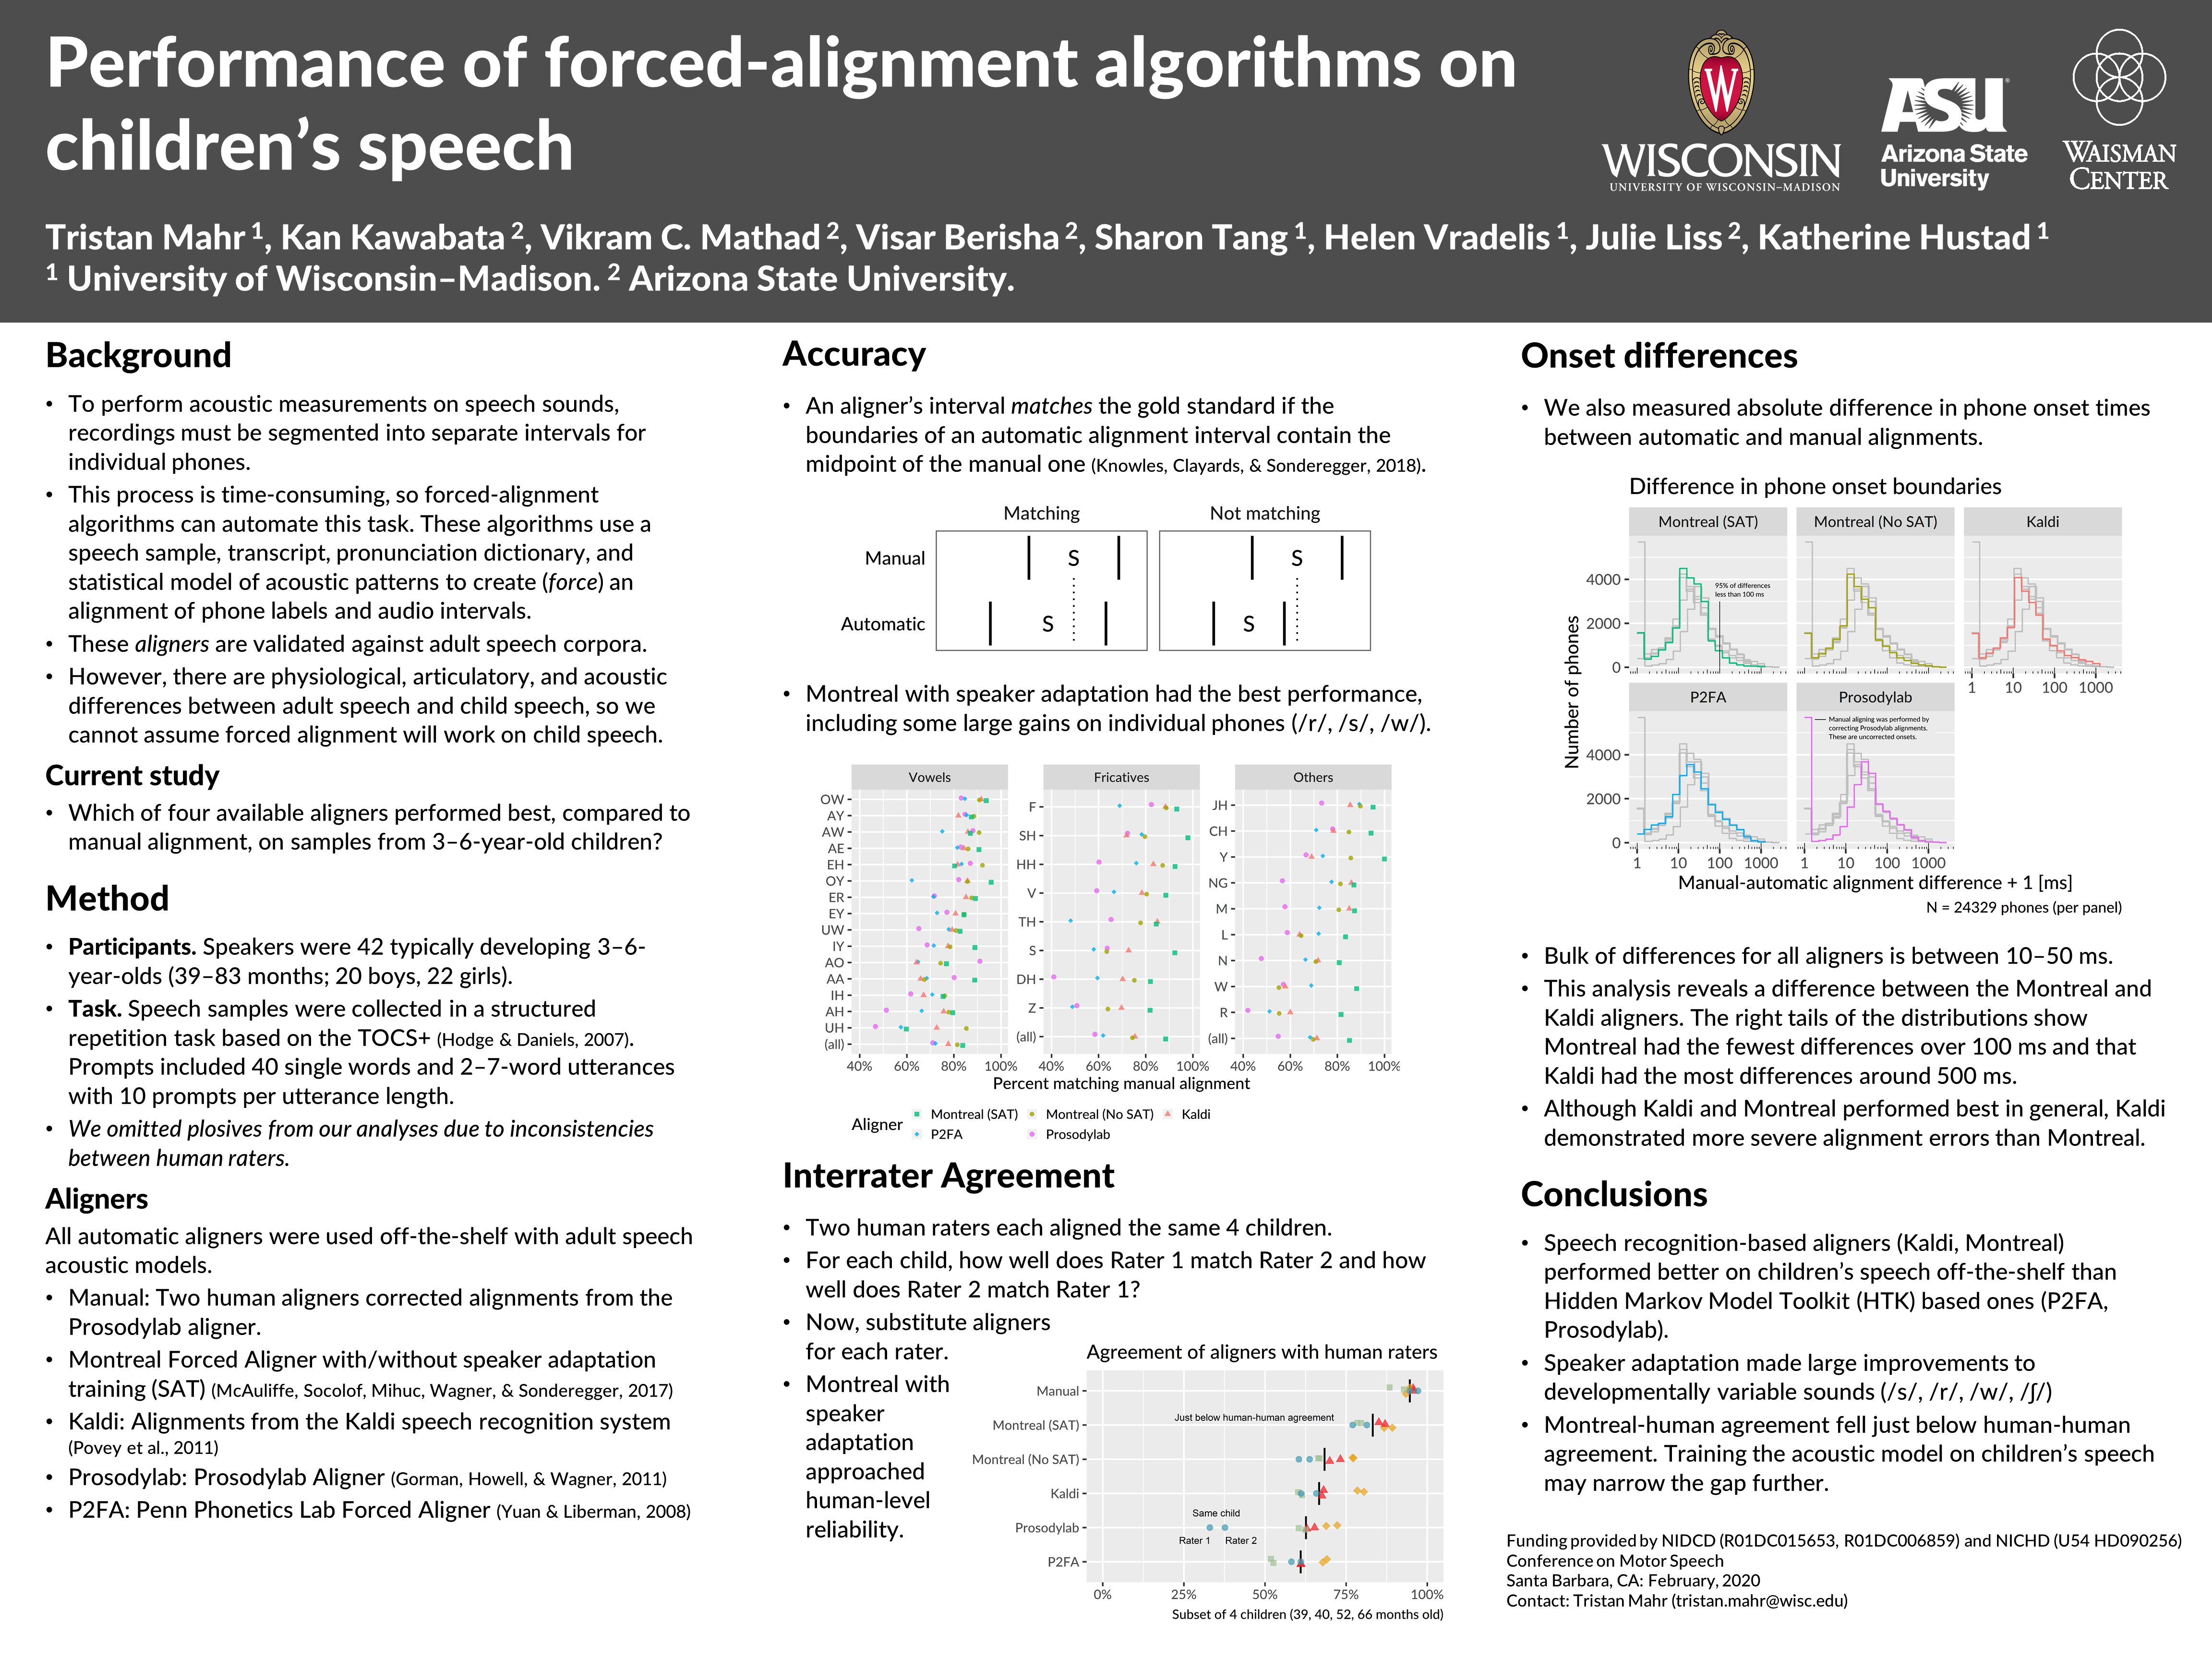 Performance of forced-alignment algorithms on
children’s speech
WISCONSIN
UNIVERSITY OF WISCONSIN–MADISON
ASU
Arizona State
University
WAISMAN
CENTER
Tristan Mahr 1, Kan Kawabata 2, Vikram C. Mathad 2, Visar Berisha 2, Sharon Tang 1, Helen Vradelis 1, Julie Liss 2, Katherine Hustad 1
1 University of Wisconsin–Madison. 2 Arizona State University.
Background
• To perform acoustic measurements on speech sounds,
recordings must be segmented into separate intervals for
individual phones.
• This process is time-consuming, so forced-alignment
algorithms can automate this task. These algorithms use a
speech sample, transcript, pronunciation dictionary, and
statistical model of acoustic patterns to create (force) an
alignment of phone labels and audio intervals.
• These aligners are validated against adult speech corpora.
• However, there are physiological, articulatory, and acoustic
differences between adult speech and child speech, so we
cannot assume forced alignment will work on child speech.
Current study
• Which of four available aligners performed best, compared to
manual alignment, on samples from 3–6-year-old children?
Method
• Participants. Speakers were 42 typically developing 3–6-
year-olds (39–83 months; 20 boys, 22 girls).
• Task. Speech samples were collected in a structured
repetition task based on the TOCS+ (Hodge & Daniels, 2007).
Prompts included 40 single words and 2–7-word utterances
with 10 prompts per utterance length.
• We omitted plosives from our analyses due to inconsistencies
between human raters.
Aligners
All automatic aligners were used off-the-shelf with adult speech
acoustic models.
• Manual: Two human aligners corrected alignments from the
Prosodylab aligner.
• Montreal Forced Aligner with/without speaker adaptation
training (SAT) (McAuliffe, Socolof, Mihuc, Wagner, & Sonderegger, 2017)
• Kaldi: Alignments from the Kaldi speech recognition system
(Povey et al., 2011)
• Prosodylab: Prosodylab Aligner (Gorman, Howell, & Wagner, 2011)
• P2FA: Penn Phonetics Lab Forced Aligner (Yuan & Liberman, 2008)
Accuracy
• An aligner’s interval matches the gold standard if the
boundaries of an automatic alignment interval contain the
midpoint of the manual one (Knowles, Clayards, & Sonderegger, 2018).
Matching Not matching
Manual S S
Automatic S S
• Montreal with speaker adaptation had the best performance,
including some large gains on individual phones (/r/, /s/, /w/).
Vowels
OW
AY
AW
AE
EH
OY
ER
EY
UW
IY
AO
AA
IH
AH
UH
(all)
40% 60% 80% 100%
Fricatives
F
SH
HH
V
TH
S
DH
Z
(all)
40% 60% 80% 100%
Others
JH
CH
Y
NG
M
L
N
W
R
(all)
40% 60% 80% 100%
Percent matching manual alignment
Aligner Montreal (SAT) Montreal (No SAT) Kaldi
P2FA Prosodylab
Interrater Agreement
• Two human raters each aligned the same 4 children.
• For each child, how well does Rater 1 match Rater 2 and how
well does Rater 2 match Rater 1?
• Now, substitute aligners
for each rater.
• Montreal with
speaker
adaptation
approached
human-level
reliability.
Agreement of aligners with human raters
Manual
Montreal (SAT) Just below human-human agreement
Montreal (No SAT)
Kaldi
Same child
Prosodylab
Rater 1 Rater 2
P2FA
0% 25% 50% 75% 100%
Subset of 4 children (39, 40, 52, 66 months old)
Onset differences
• We also measured absolute difference in phone onset times
between automatic and manual alignments.
Difference in phone onset boundaries
Montreal (SAT) Montreal (No SAT) Kaldi
95% of differences
less than 100 ms
4000
2000
0
1 10 100 1000
P2FA Prosodylab
Manual aligning was performed by
correcting Prosodylab alignments.
These are uncorrected onsets.
4000
2000
0
1 10 100 1000 1 10 100 1000
Number of phones
Manual-automatic alignment difference + 1 [ms]
N = 24329 phones (per panel)
• Bulk of differences for all aligners is between 10–50 ms.
• This analysis reveals a difference between the Montreal and
Kaldi aligners. The right tails of the distributions show
Montreal had the fewest differences over 100 ms and that
Kaldi had the most differences around 500 ms.
• Although Kaldi and Montreal performed best in general, Kaldi
demonstrated more severe alignment errors than Montreal.
Conclusions
• Speech recognition-based aligners (Kaldi, Montreal)
performed better on children’s speech off-the-shelf than
Hidden Markov Model Toolkit (HTK) based ones (P2FA,
Prosodylab).
• Speaker adaptation made large improvements to
developmentally variable sounds (/s/, /r/, /w/, /ʃ/)
• Montreal-human agreement fell just below human-human
agreement. Training the acoustic model on children’s speech
may narrow the gap further.
Funding provided by NIDCD (R01DC015653, R01DC006859) and NICHD (U54 HD090256)
Conference on Motor Speech
Santa Barbara, CA: February, 2020
Contact: Tristan Mahr (tristan.mahr@wisc.edu)